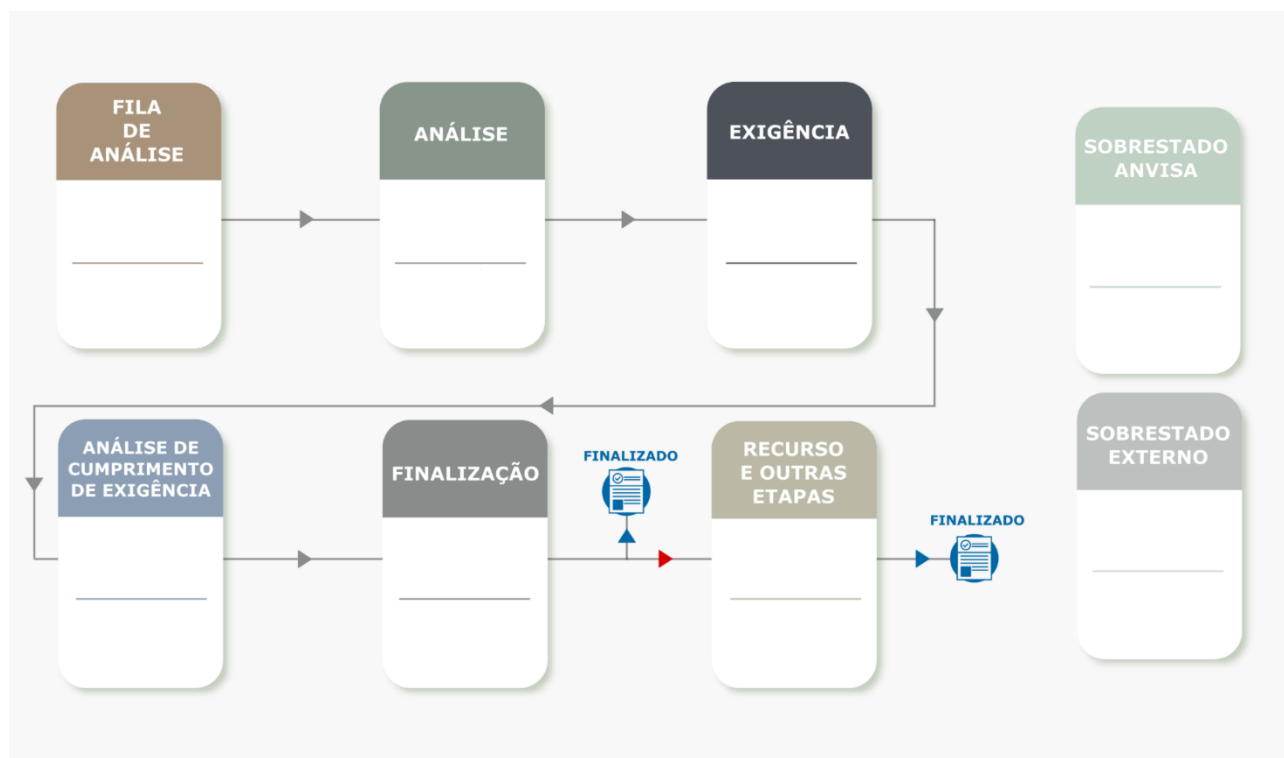 FILA
DE
ANÁLISE
ANÁLISE
EXIGÊNCIA
SOBRESTADO
ANVISA
ANÁLISE DE
CUMPRIMENTO
DE EXIGÊNCIA
FINALIZAÇÃO
FINALIZADO
RECURSO
E OUTRAS
ETAPAS
FINALIZADO
SOBRESTADO
EXTERNO